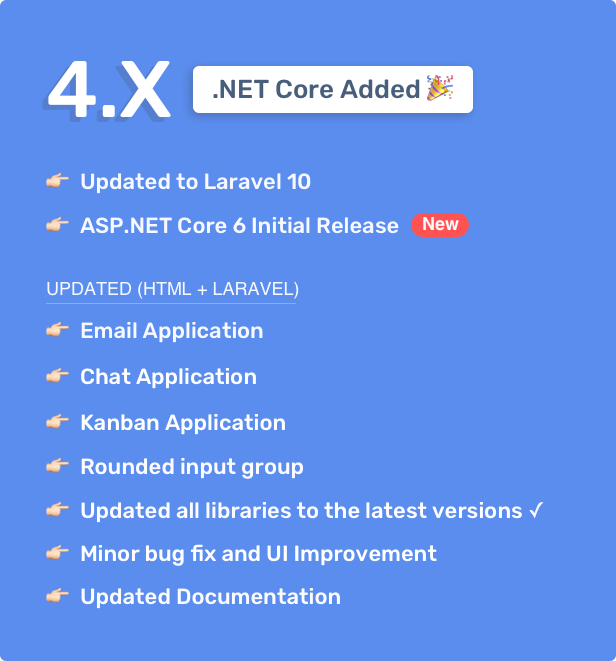 4.X
.NET Core Added 🎉
👉 Updated to Laravel 10
👉 ASP.NET Core 6 Initial Release New
UPDATED (HTML + LARAVEL)
👉 Email Application
👉 Chat Application
👉 Kanban Application
👉 Rounded input group
👉 Updated all libraries to the latest versions ✓
👉 Minor bug fix and UI Improvement
👉 Updated Documentation